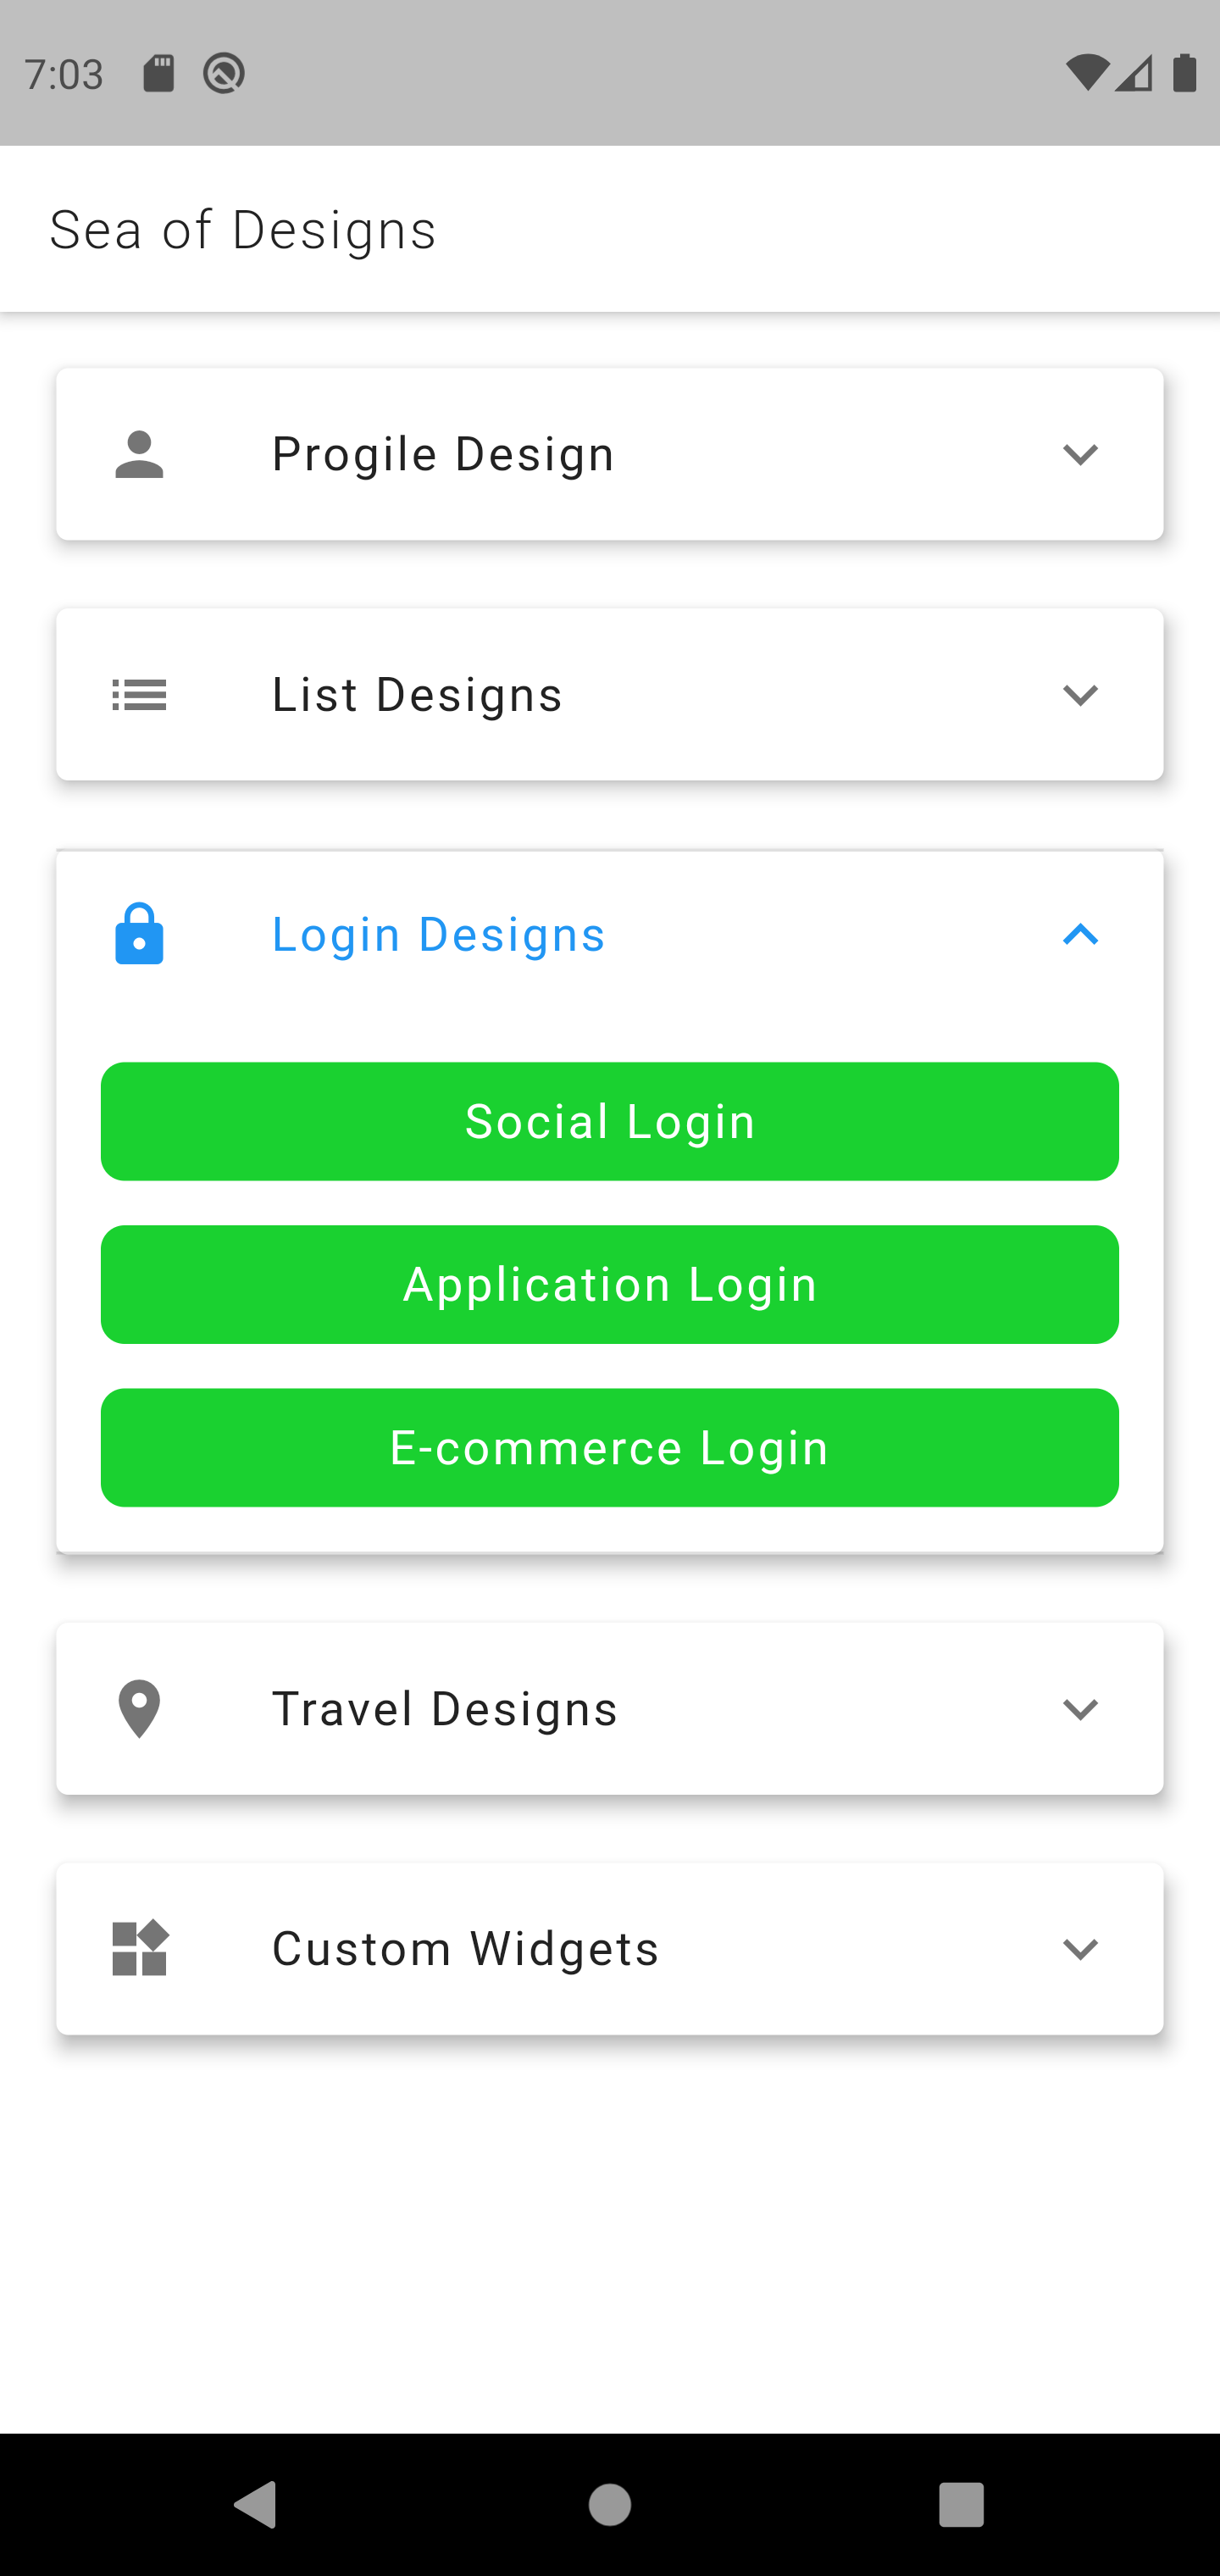 7:03
Sea of Designs
Progile Design
List Designs
Login Designs
Social Login
Application Login
E-commerce Login
Travel Designs
Custom Widgets